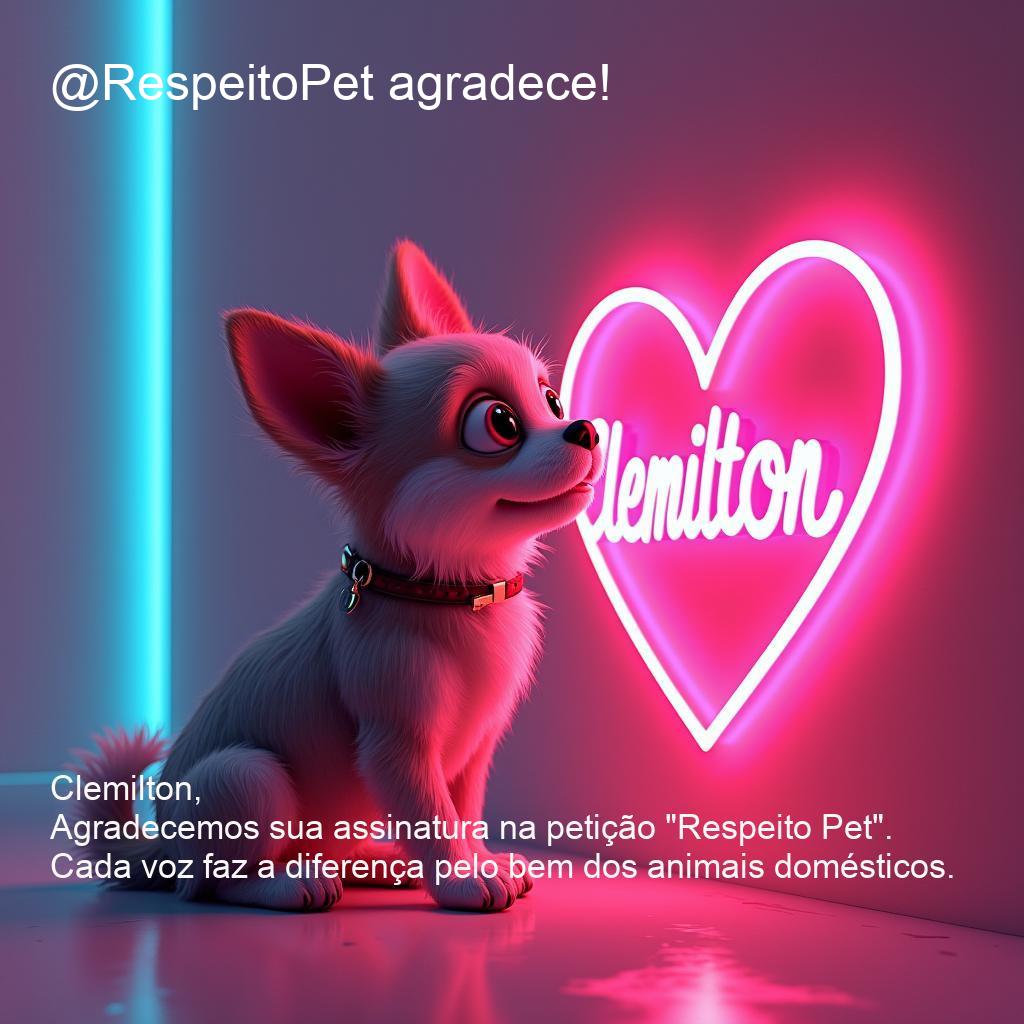 @RespeitoPet agradece!
Clemilton
Clemilton,
Agradecemos sua assinatura na petição "Respeito Pet".
Cada voz faz a diferença pelo bem dos animais domésticos.